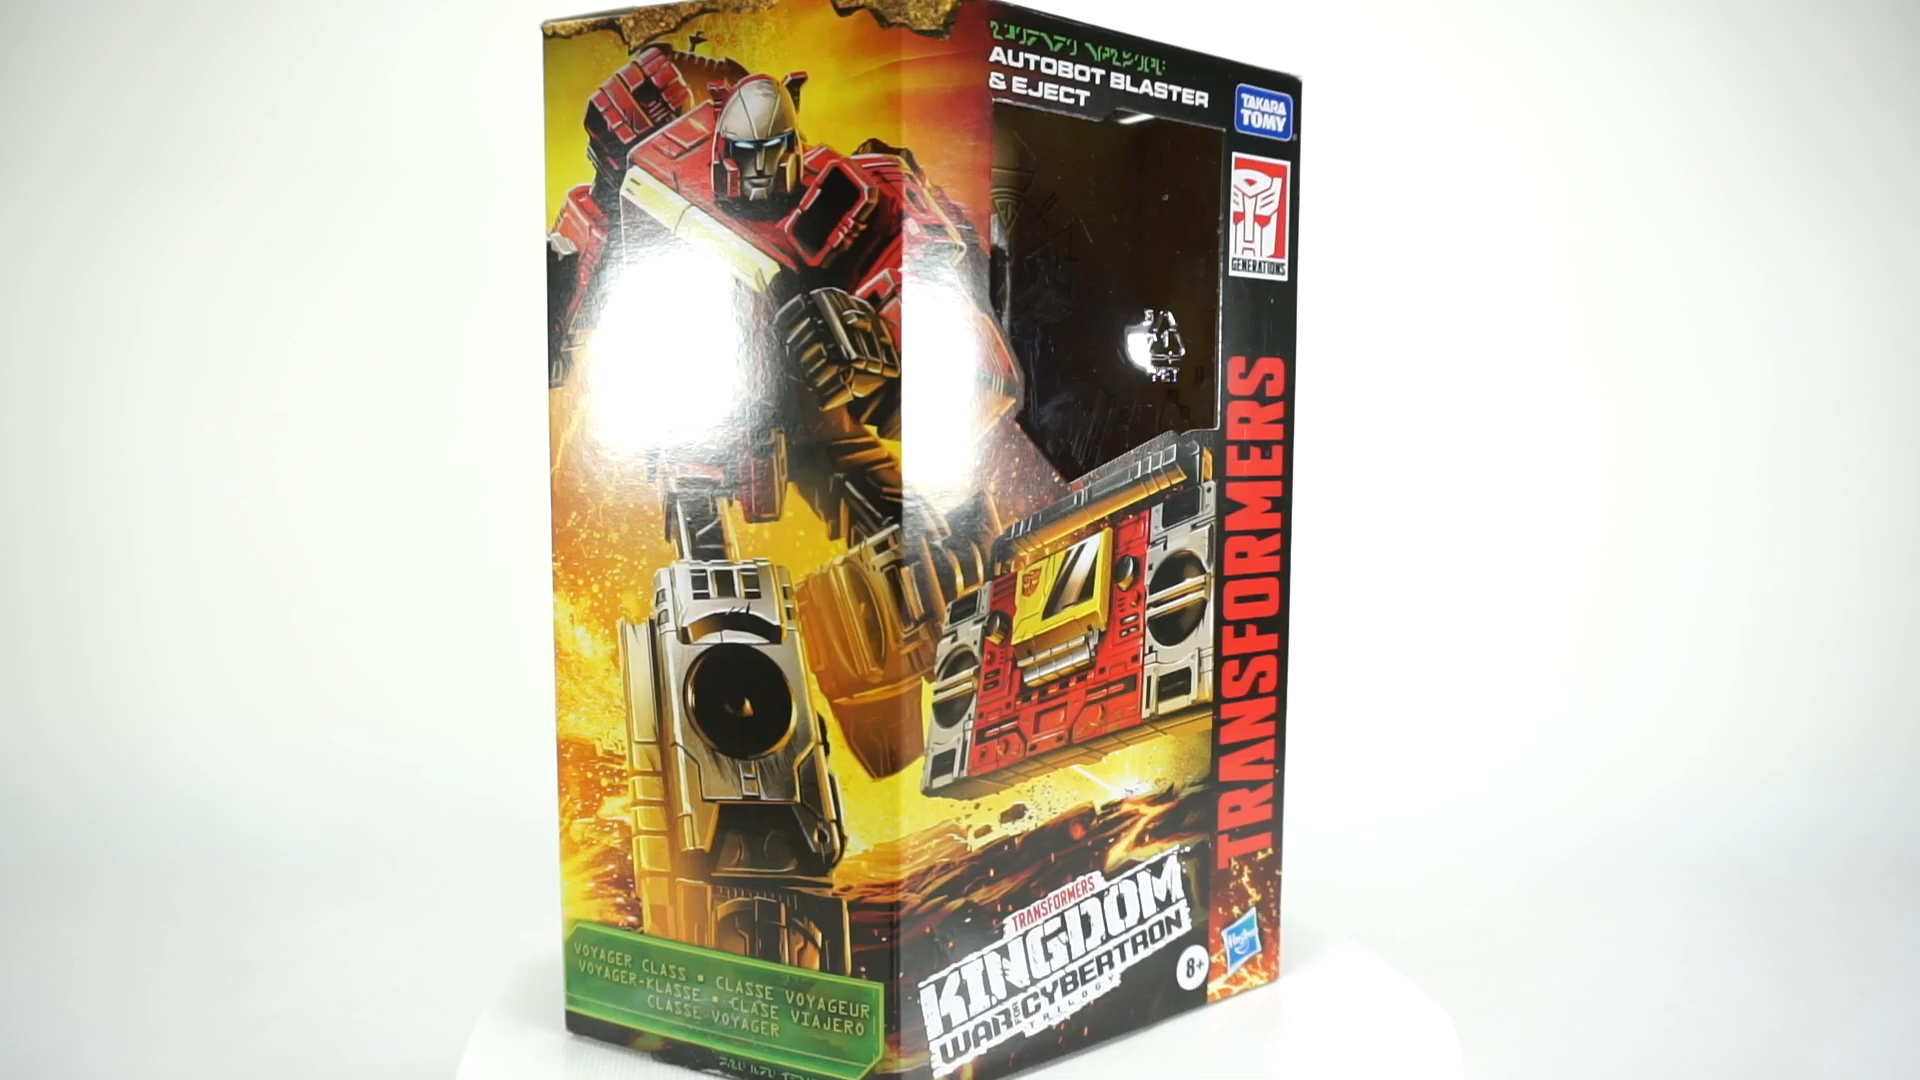 AUTOBOT BLASTER
& EJECT
TAKARA
TOMY
GENERATIONS
TRANSFORMERS
TRANSFORMERS
KINGDOM
WAR FOR CYBERTRON
TRILOGY
8+
Hasbro
VOYAGER CLASS • CLASSE VOYAGEUR
VOYAGER-KLASSE • CLASE VIAJERO
CLASSE VOYAGER